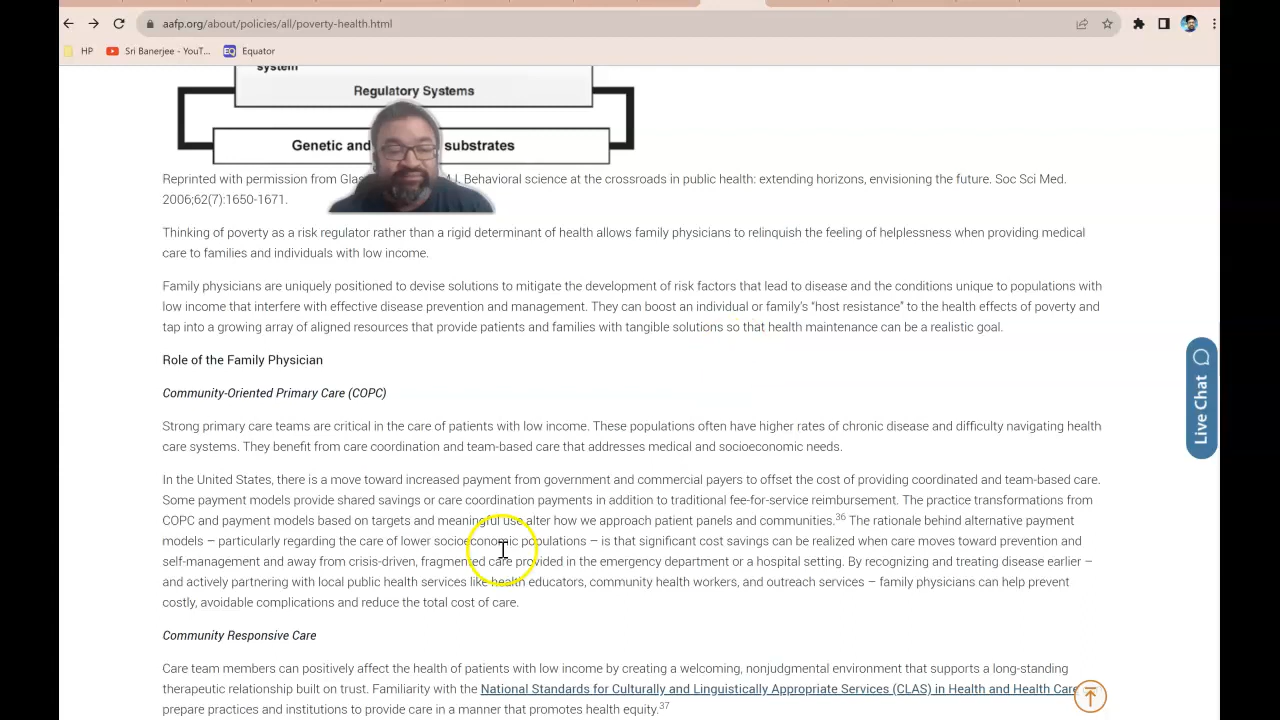 aafp.org/about/policies/all/poverty-health.html
HP Sri Banerjee - YouT... EQ Equator
system
Regulatory Systems
Genetic and substrates
Reprinted with permission from Behavioral science at the crossroads in public health: extending horizons, envisioning the future. Soc Sci Med.
2006;62(7):1650-1671.
Thinking of poverty as a risk regulator rather than a rigid determinant of health allows family physicians to relinquish the feeling of helplessness when providing medical
care to families and individuals with low income.
Family physicians are uniquely positioned to devise solutions to mitigate the development of risk factors that lead to disease and the conditions unique to populations with
low income that interfere with effective disease prevention and management. They can boost an individual or family's “host resistance” to the health effects of poverty and
tap into a growing array of aligned resources that provide patients and families with tangible solutions so that health maintenance can be a realistic goal.
Role of the Family Physician
Community-Oriented Primary Care (COPC)
Strong primary care teams are critical in the care of patients with low income. These populations often have higher rates of chronic disease and difficulty navigating health
care systems. They benefit from care coordination and team-based care that addresses medical and socioeconomic needs.
In the United States, there is a move toward increased payment from government and commercial payers to offset the cost of providing coordinated and team-based care.
Some payment models provide shared savings or care coordination payments in addition to traditional fee-for-service reimbursement. The practice transformations from
COPC and payment models based on targets and meaningful use alter how we approach patient panels and communities.36 The rationale behind alternative payment
models – particularly regarding the care of lower socioeconomic populations – is that significant cost savings can be realized when care moves toward prevention and
self-management and away from crisis-driven, fragmented care provided in the emergency department or a hospital setting. By recognizing and treating disease earlier –
and actively partnering with local public health services like health educators, community health workers, and outreach services – family physicians can help prevent
costly, avoidable complications and reduce the total cost of care.
Community Responsive Care
Care team members can positively affect the health of patients with low income by creating a welcoming, nonjudgmental environment that supports a long-standing
therapeutic relationship built on trust. Familiarity with the National Standards for Culturally and Linguistically Appropriate Services (CLAS) in Health and Health Care
prepare practices and institutions to provide care in a manner that promotes health equity.37
Live Chat